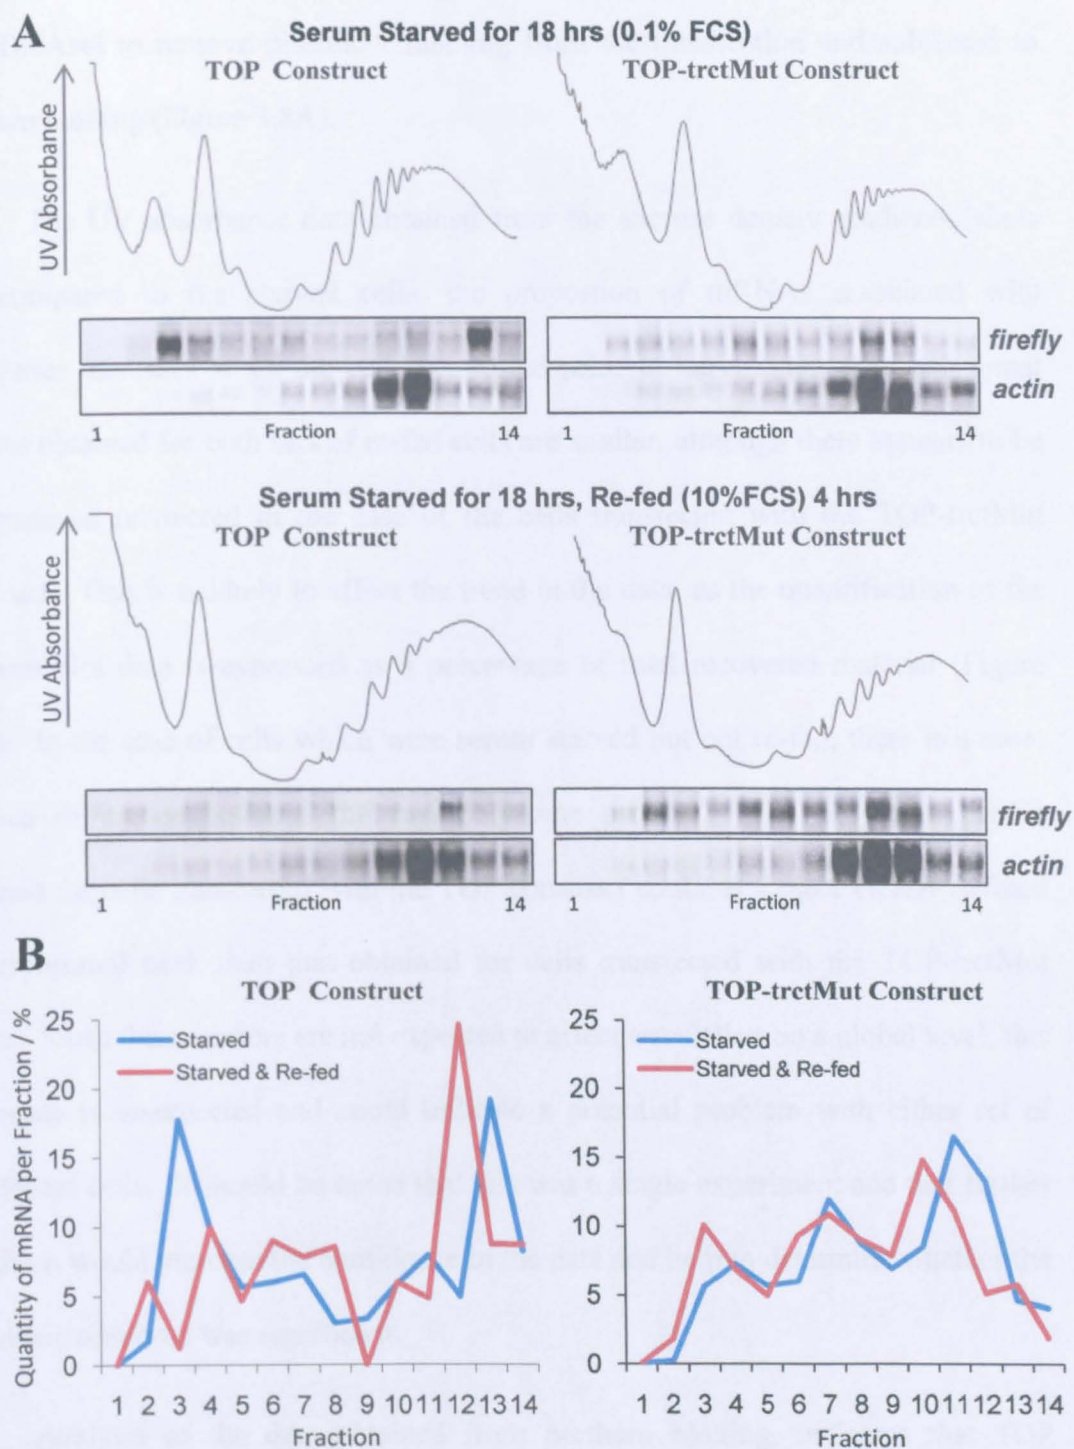 A
Serum Starved for 18 hrs (0.1% FCS)
TOP Construct
TOP-trctMut Construct
UV Absorbance
firefly
actin
1 Fraction 14
1 Fraction 14
Serum Starved for 18 hrs, Re-fed (10%FCS) 4 hrs
TOP Construct
TOP-trctMut Construct
UV Absorbance
firefly
actin
1 Fraction 14
1 Fraction 14
B
TOP Construct
TOP-trctMut Construct
Quantity of mRNA per Fraction / %
25
20
15
10
5
0
Starved
Starved & Re-fed
1 2 3 4 5 6 7 8 9 10 11 12 13 14
Fraction
25
20
15
10
5
0
Starved
Starved & Re-fed
1 2 3 4 5 6 7 8 9 10 11 12 13 14
Fraction